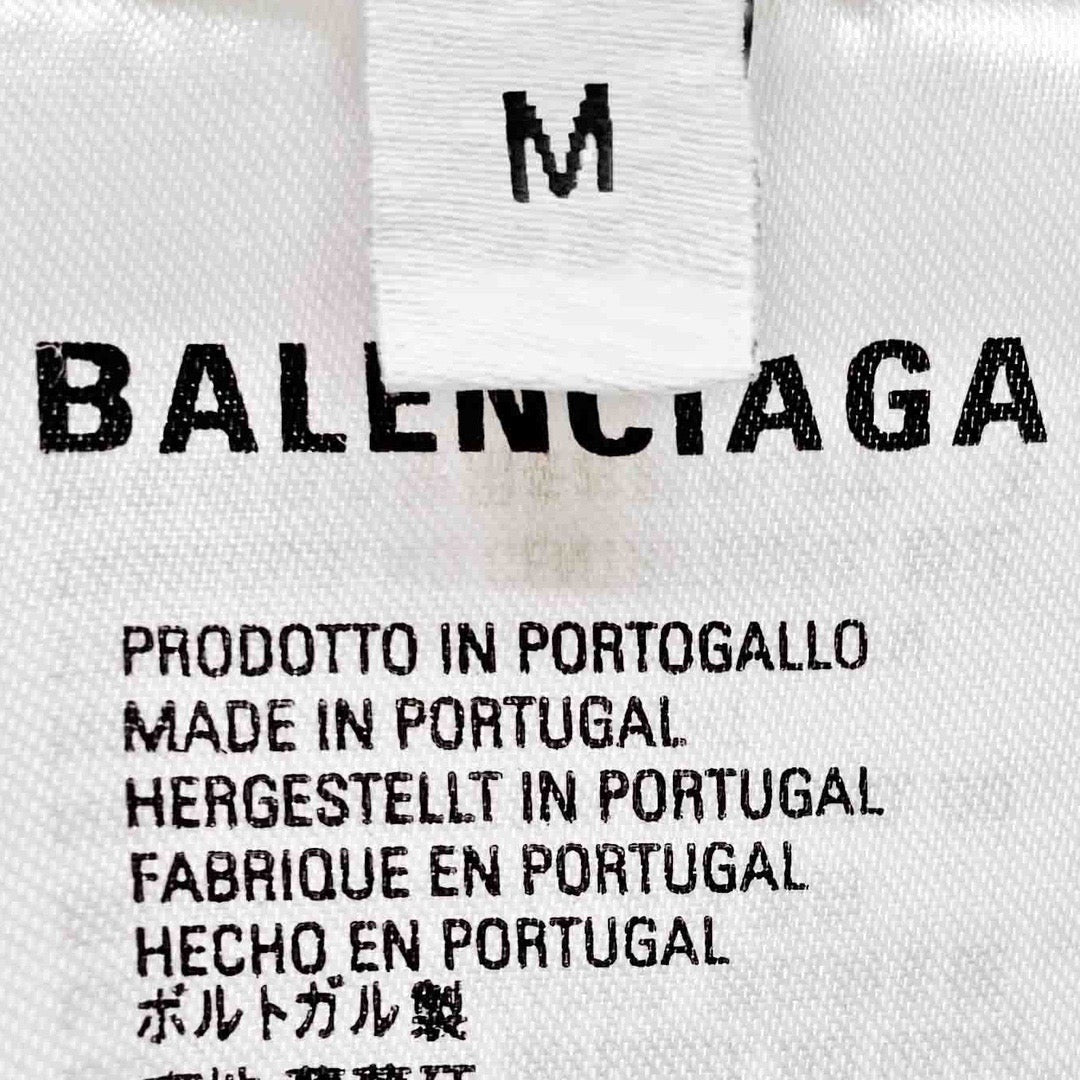 M
BALENCIAGA
PRODOTTO IN PORTOGALLO
MADE IN PORTUGAL
HERGESTELLT IN PORTUGAL
FABRIQUE EN PORTUGAL
HECHO EN PORTUGAL
ポルトガル製